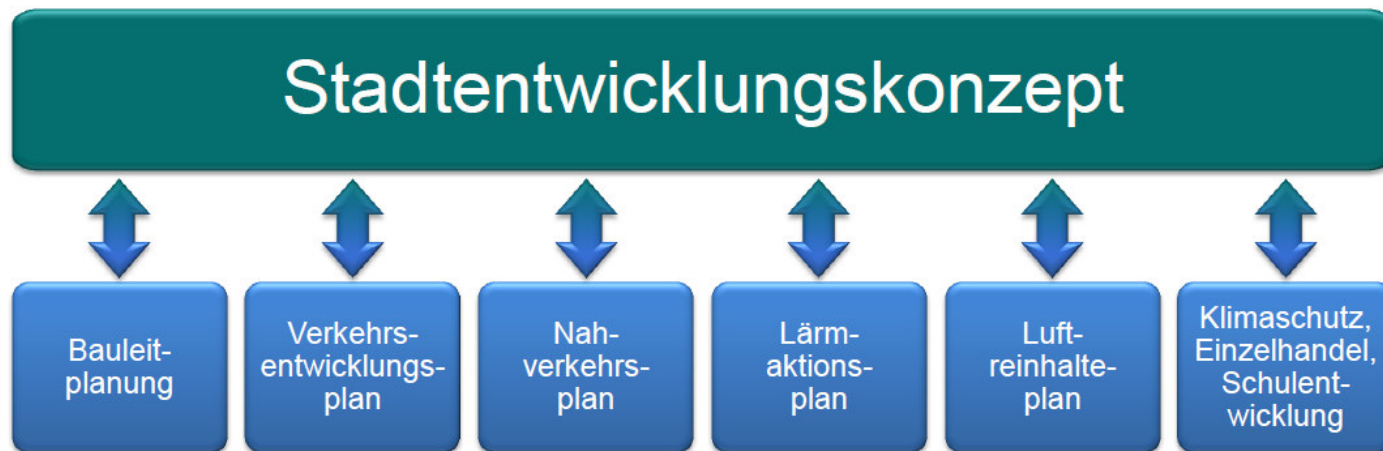 Stadtentwicklungskonzept
Bauleit-
planung
Verkehrs-
entwicklungs-
plan
Nah-
verkehrs-
plan
Lärm-
aktions-
plan
Luft-
reinhalte-
plan
Klimaschutz,
Einzelhandel,
Schulent-
wicklung